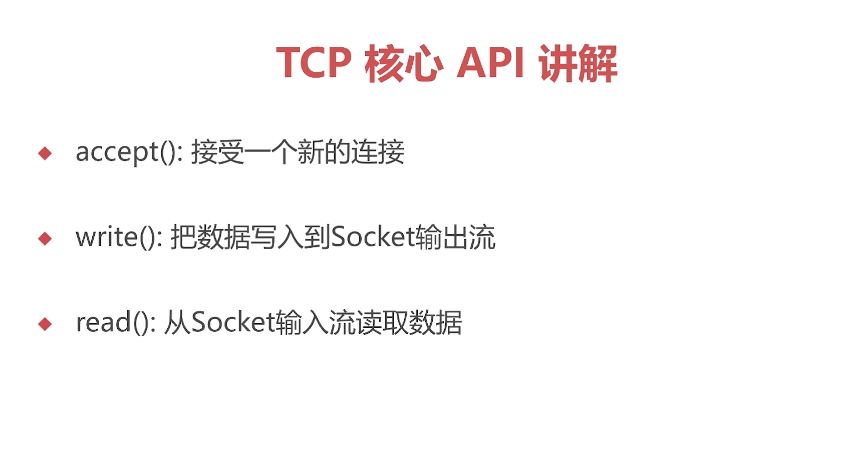 TCP 核心 API 讲解
accept(): 接受一个新的连接
write(): 把数据写入到Socket输出流
read(): 从Socket输入流读取数据